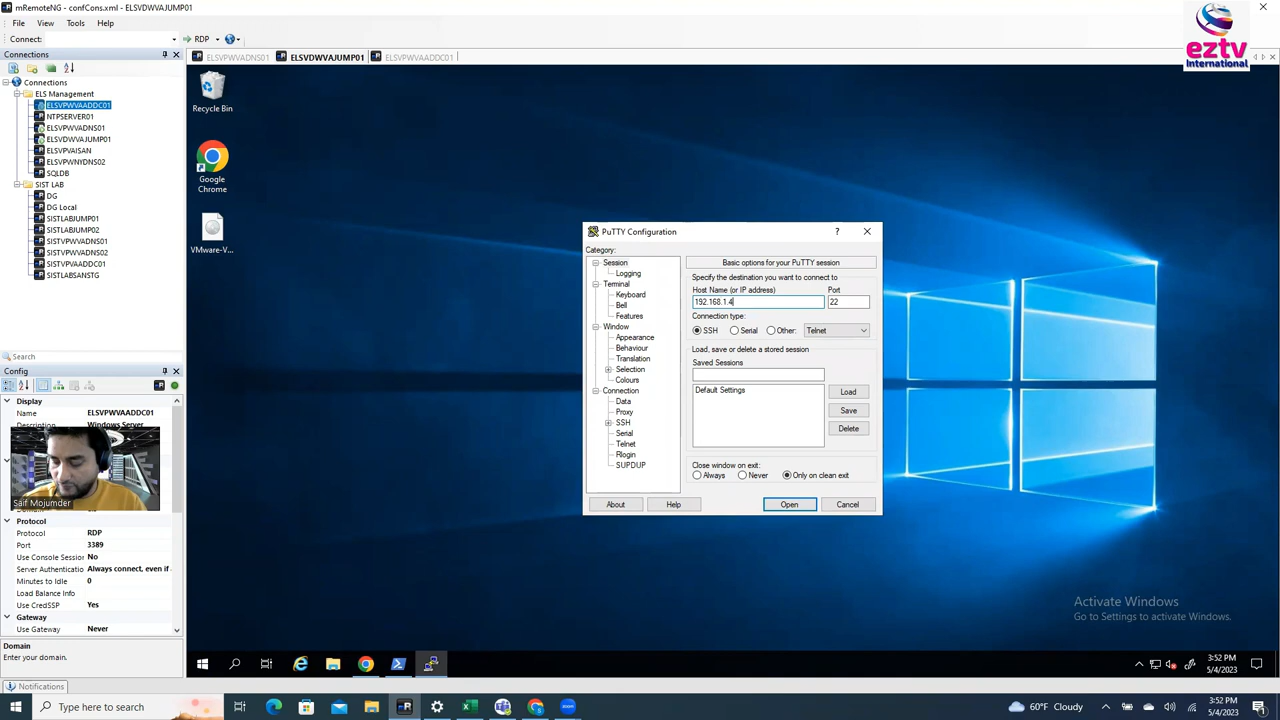 mRemoteNG - confCons.xml - ELSVDWVAJUMP01
File View Tools Help
Connect: RDP
Connections
ELSVPWVADNS01 ELSVDWVAJUMP01 ELSVPWVAADDC01
eztv
International
Connections
ELS Management
ELSVPWVAADDC01
NTPSERVER01
ELSVPWVADNS01
ELSVDWVAJUMP01
ELSVPVAISAN
ELSVPWNYDNS02
SQLDB
SIST LAB
DG
DG Local
SISTLABJUMP01
SISTLABJUMP02
SISTVPWVADNS01
SISTVPWVADNS02
SISTVPWVAADDC01
SISTLABSANSTG
Search
Config
Display
Name ELSVPWVAADDC01
Description Windows Server
Saif Mojumder
Protocol
Protocol RDP
Port 3389
Use Console Session No
Server Authentication Always connect, even if
Minutes to Idle 0
Load Balance Info
Use CredSSP Yes
Gateway
Use Gateway Never
Domain
Enter your domain.
Notifications
Recycle Bin
Google
Chrome
VMware-V...
PuTTY Configuration
?
Category:
Session
Logging
Terminal
Keyboard
Bell
Features
Window
Appearance
Behaviour
Translation
Selection
Colours
Connection
Data
Proxy
SSH
Serial
Telnet
Rlogin
SUPDUP
Basic options for your PuTTY session
Specify the destination you want to connect to
Host Name (or IP address) Port
192.168.1.4 22
Connection type:
SSH Serial Other: Telnet
Load, save or delete a stored session
Saved Sessions
Default Settings
Load
Save
Delete
Close window on exit:
Always Never Only on clean exit
About Help Open Cancel
Activate Windows
Go to Settings to activate Windows.
3:52 PM
5/4/2023
Type here to search
60°F Cloudy
3:52 PM
5/4/2023